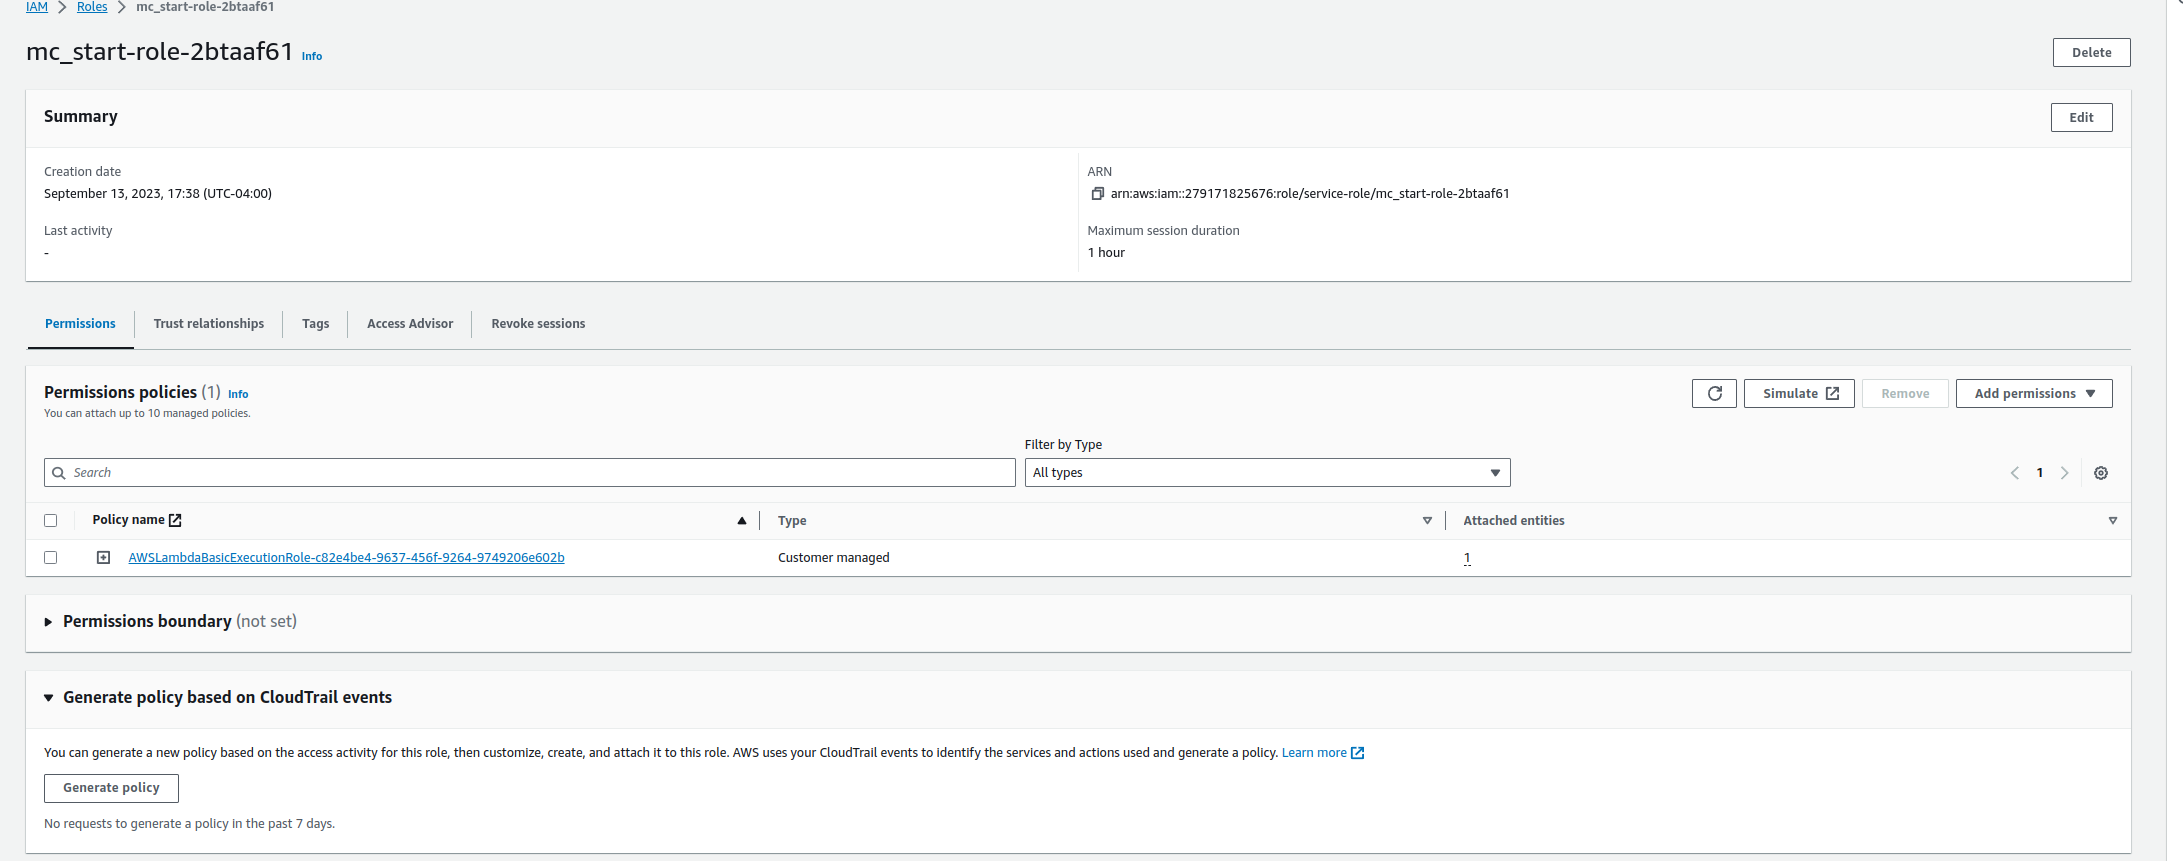 IAM > Roles > mc_start-role-2btaaf61
mc_start-role-2btaaf61 Info
Delete
Summary
Edit
Creation date
September 13, 2023, 17:38 (UTC-04:00)
ARN
arn:aws:iam::279171825676:role/service-role/mc_start-role-2btaaf61
Last activity
-
Maximum session duration
1 hour
Permissions
Trust relationships
Tags
Access Advisor
Revoke sessions
Permissions policies (1) Info
You can attach up to 10 managed policies.
Simulate
Remove
Add permissions
Filter by Type
Search
All types
1
Policy name
Type
Attached entities
AWSLambdaBasicExecutionRole-c82e4be4-9637-456f-9264-9749206e602b
Customer managed
1
Permissions boundary (not set)
Generate policy based on CloudTrail events
You can generate a new policy based on the access activity for this role, then customize, create, and attach it to this role. AWS uses your CloudTrail events to identify the services and actions used and generate a policy. Learn more
Generate policy
No requests to generate a policy in the past 7 days.